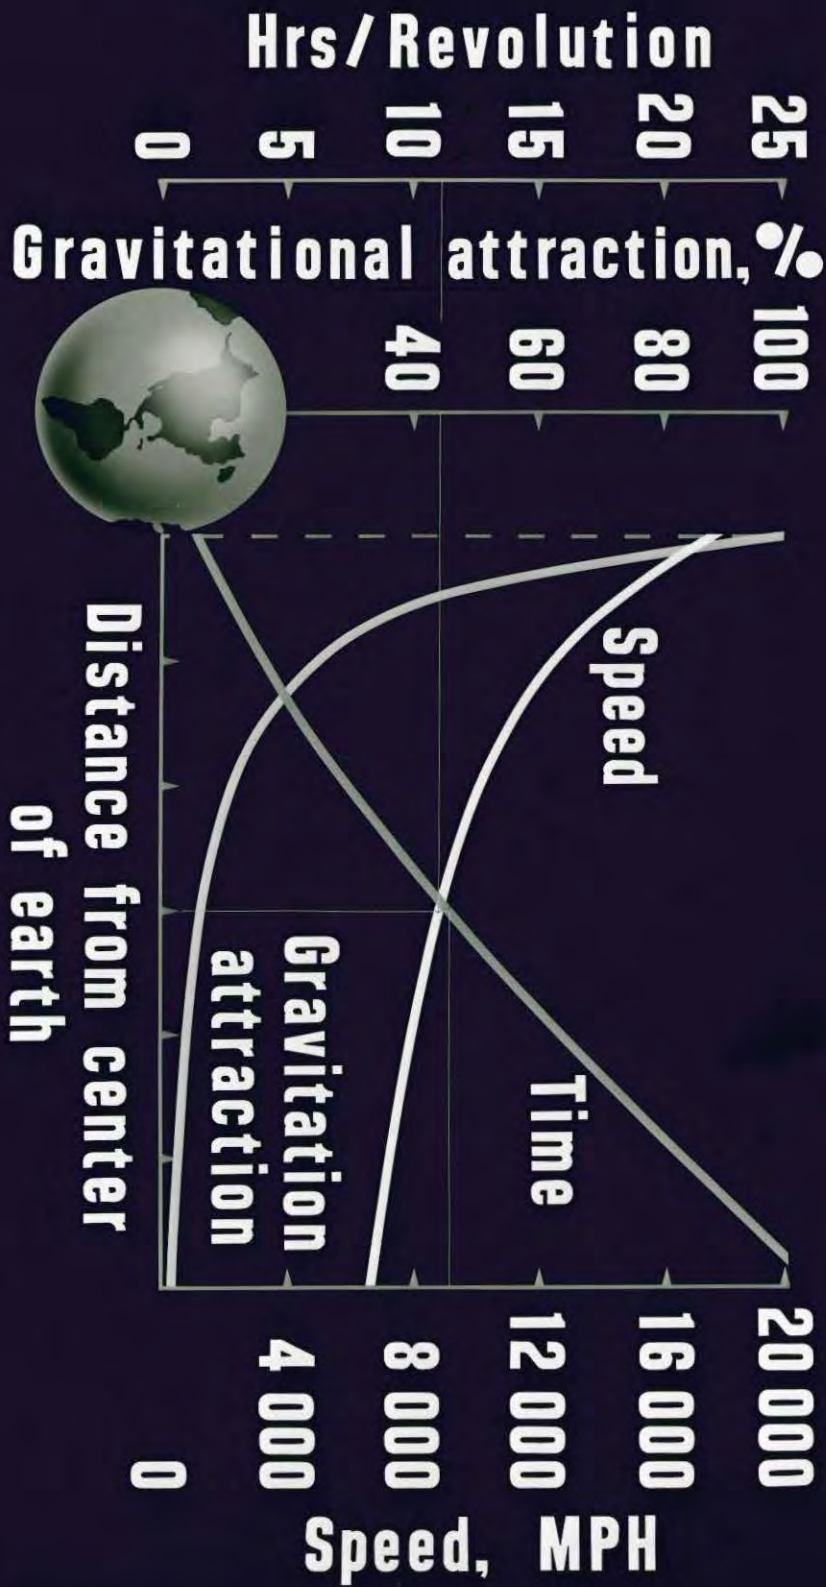 Hrs/Revolution
25
20
15
10
5
0
Gravitational attraction,%
100
80
60
40
Speed
Time
Gravitation
attraction
20 000
16 000
12 000
8 000
4 000
0
Speed, MPH
Distance from center
of earth